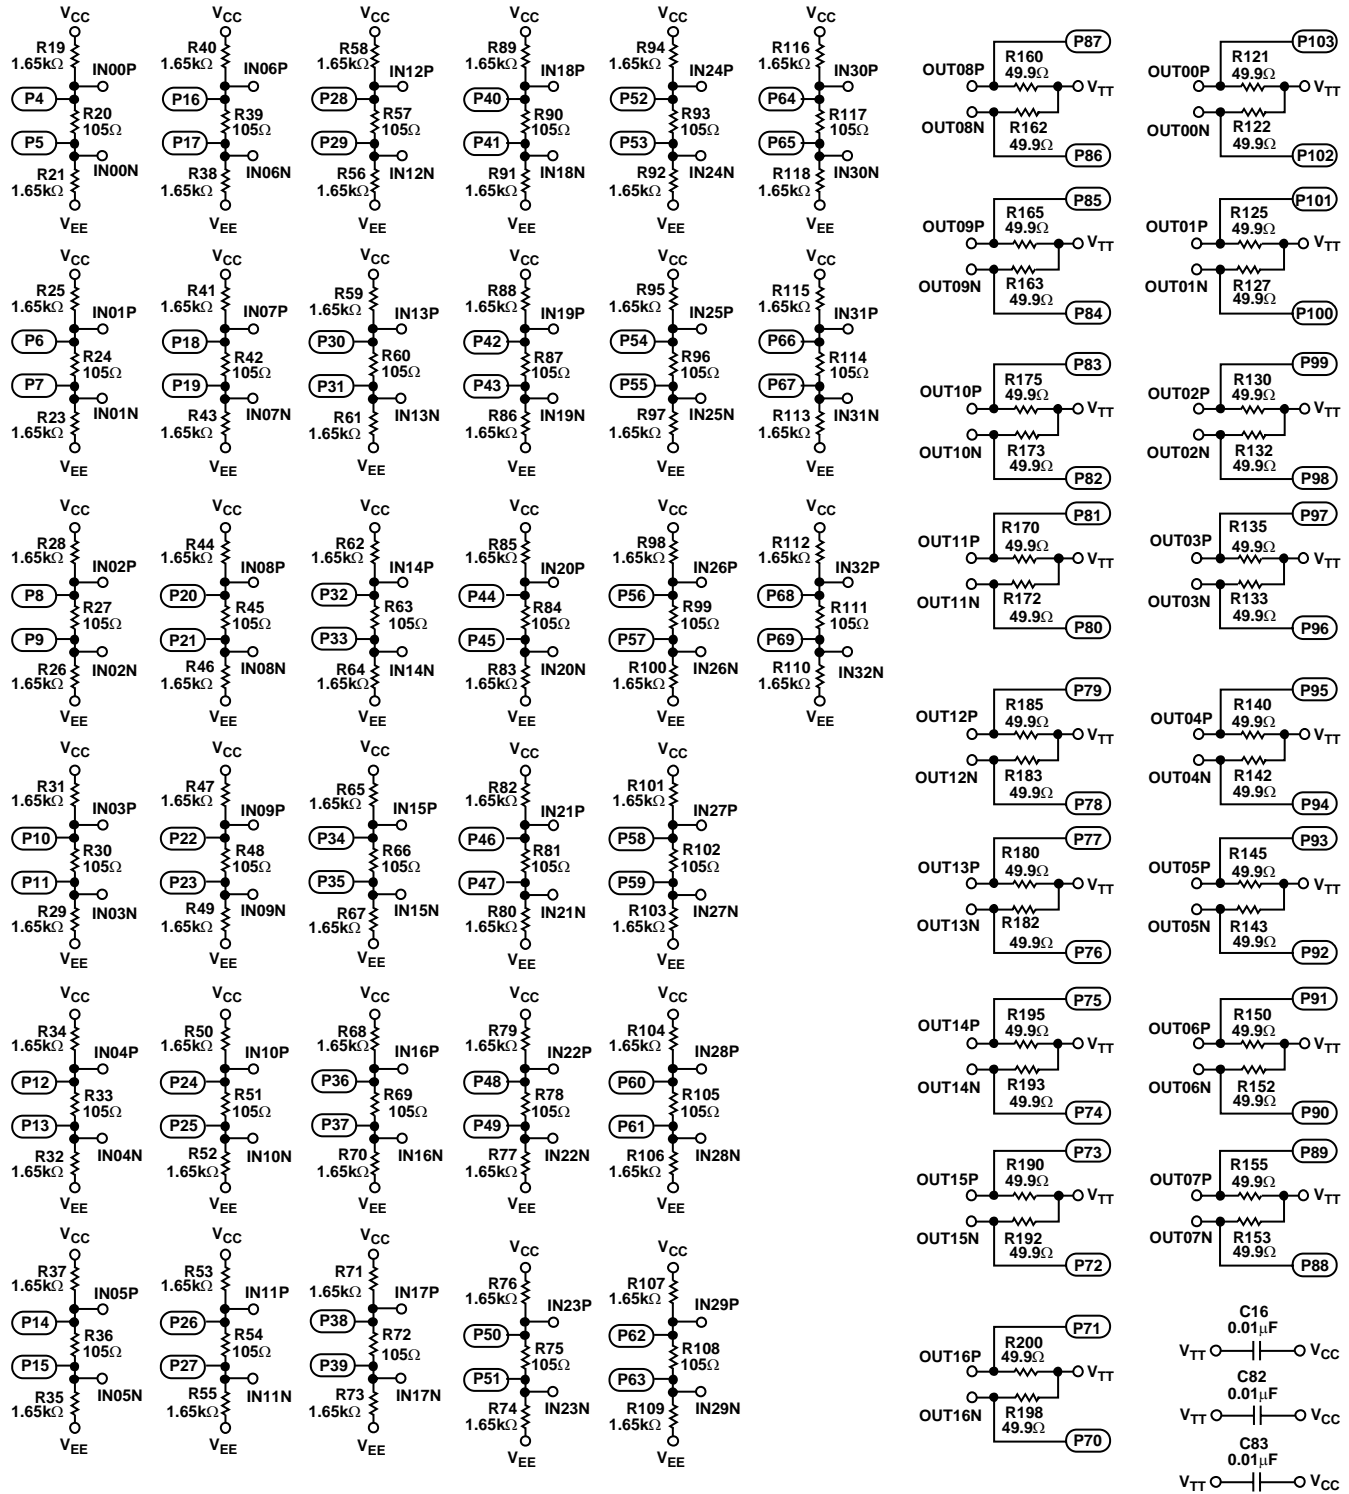 VCC
R19
1.65kΩ
IN00P
P4
R20
105Ω
P5
IN00N
R21
1.65kΩ
VEE
VCC
R40
1.65kΩ
IN06P
P16
R39
105Ω
P17
IN06N
R38
1.65kΩ
VEE
VCC
R58
1.65kΩ
IN12P
P28
R57
105Ω
P29
IN12N
R56
1.65kΩ
VEE
VCC
R89
1.65kΩ
IN18P
P40
R90
105Ω
P41
IN18N
R91
1.65kΩ
VEE
VCC
R94
1.65kΩ
IN24P
P52
R93
105Ω
P53
IN24N
R92
1.65kΩ
VEE
VCC
R116
1.65kΩ
IN30P
P64
R117
105Ω
P65
IN30N
R118
1.65kΩ
VEE
VCC
R25
1.65kΩ
IN01P
P6
R24
105Ω
P7
IN01N
R23
1.65kΩ
VEE
VCC
R41
1.65kΩ
IN07P
P18
R42
105Ω
P19
IN07N
R43
1.65kΩ
VEE
VCC
R59
1.65kΩ
IN13P
P30
R60
105Ω
P31
IN13N
R61
1.65kΩ
VEE
VCC
R88
1.65kΩ
IN19P
P42
R87
105Ω
P43
IN19N
R86
1.65kΩ
VEE
VCC
R95
1.65kΩ
IN25P
P54
R96
105Ω
P55
IN25N
R97
1.65kΩ
VEE
VCC
R115
1.65kΩ
IN31P
P66
R114
105Ω
P67
IN31N
R113
1.65kΩ
VEE
VCC
R28
1.65kΩ
IN02P
P8
R27
105Ω
P9
IN02N
R26
1.65kΩ
VEE
VCC
R44
1.65kΩ
IN08P
P20
R45
105Ω
P21
IN08N
R46
1.65kΩ
VEE
VCC
R62
1.65kΩ
IN14P
P32
R63
105Ω
P33
IN14N
R64
1.65kΩ
VEE
VCC
R85
1.65kΩ
IN20P
P44
R84
105Ω
P45
IN20N
R83
1.65kΩ
VEE
VCC
R98
1.65kΩ
IN26P
P56
R99
105Ω
P57
IN26N
R100
1.65kΩ
VEE
VCC
R112
1.65kΩ
IN32P
P68
R111
105Ω
P69
IN32N
R110
1.65kΩ
VEE
VCC
R31
1.65kΩ
IN03P
P10
R30
105Ω
P11
IN03N
R29
1.65kΩ
VEE
VCC
R47
1.65kΩ
IN09P
P22
R48
105Ω
P23
IN09N
R49
1.65kΩ
VEE
VCC
R65
1.65kΩ
IN15P
P34
R66
105Ω
P35
IN15N
R67
1.65kΩ
VEE
VCC
R82
1.65kΩ
IN21P
P46
R81
105Ω
P47
IN21N
R80
1.65kΩ
VEE
VCC
R101
1.65kΩ
IN27P
P58
R102
105Ω
P59
IN27N
R103
1.65kΩ
VEE
VCC
R34
1.65kΩ
IN04P
P12
R33
105Ω
P13
IN04N
R32
1.65kΩ
VEE
VCC
R50
1.65kΩ
IN10P
P24
R51
105Ω
P25
IN10N
R52
1.65kΩ
VEE
VCC
R68
1.65kΩ
IN16P
P36
R69
105Ω
P37
IN16N
R70
1.65kΩ
VEE
VCC
R79
1.65kΩ
IN22P
P48
R78
105Ω
P49
IN22N
R77
1.65kΩ
VEE
VCC
R104
1.65kΩ
IN28P
P60
R105
105Ω
P61
IN28N
R106
1.65kΩ
VEE
VCC
R37
1.65kΩ
IN05P
P14
R36
105Ω
P15
IN05N
R35
1.65kΩ
VEE
VCC
R53
1.65kΩ
IN11P
P26
R54
105Ω
P27
IN11N
R55
1.65kΩ
VEE
VCC
R71
1.65kΩ
IN17P
P38
R72
105Ω
P39
IN17N
R73
1.65kΩ
VEE
VCC
R76
1.65kΩ
IN23P
P50
R75
105Ω
P51
IN23N
R74
1.65kΩ
VEE
VCC
R107
1.65kΩ
IN29P
P62
R108
105Ω
P63
IN29N
R109
1.65kΩ
VEE
P87
R160
49.9Ω
OUT08P
VTT
OUT08N
R162
49.9Ω
P86
P85
R165
49.9Ω
OUT09P
VTT
OUT09N
R163
49.9Ω
P84
P83
R175
49.9Ω
OUT10P
VTT
OUT10N
R173
49.9Ω
P82
P81
R170
49.9Ω
OUT11P
VTT
OUT11N
R172
49.9Ω
P80
P79
R185
49.9Ω
OUT12P
VTT
OUT12N
R183
49.9Ω
P78
P77
R180
49.9Ω
OUT13P
VTT
OUT13N
R182
49.9Ω
P76
P75
R195
49.9Ω
OUT14P
VTT
OUT14N
R193
49.9Ω
P74
P73
R190
49.9Ω
OUT15P
VTT
OUT15N
R192
49.9Ω
P72
P71
R200
49.9Ω
OUT16P
VTT
OUT16N
R198
49.9Ω
P70
P103
R121
49.9Ω
OUT00P
VTT
OUT00N
R122
49.9Ω
P102
P101
R125
49.9Ω
OUT01P
VTT
OUT01N
R127
49.9Ω
P100
P99
R130
49.9Ω
OUT02P
VTT
OUT02N
R132
49.9Ω
P98
P97
R135
49.9Ω
OUT03P
VTT
OUT03N
R133
49.9Ω
P96
P95
R140
49.9Ω
OUT04P
VTT
OUT04N
R142
49.9Ω
P94
P93
R145
49.9Ω
OUT05P
VTT
OUT05N
R143
49.9Ω
P92
P91
R150
49.9Ω
OUT06P
VTT
OUT06N
R152
49.9Ω
P90
P89
R155
49.9Ω
OUT07P
VTT
OUT07N
R153
49.9Ω
P88
C16
0.01µF
VTT VCC
C82
0.01µF
VTT VCC
C83
0.01µF
VTT VCC